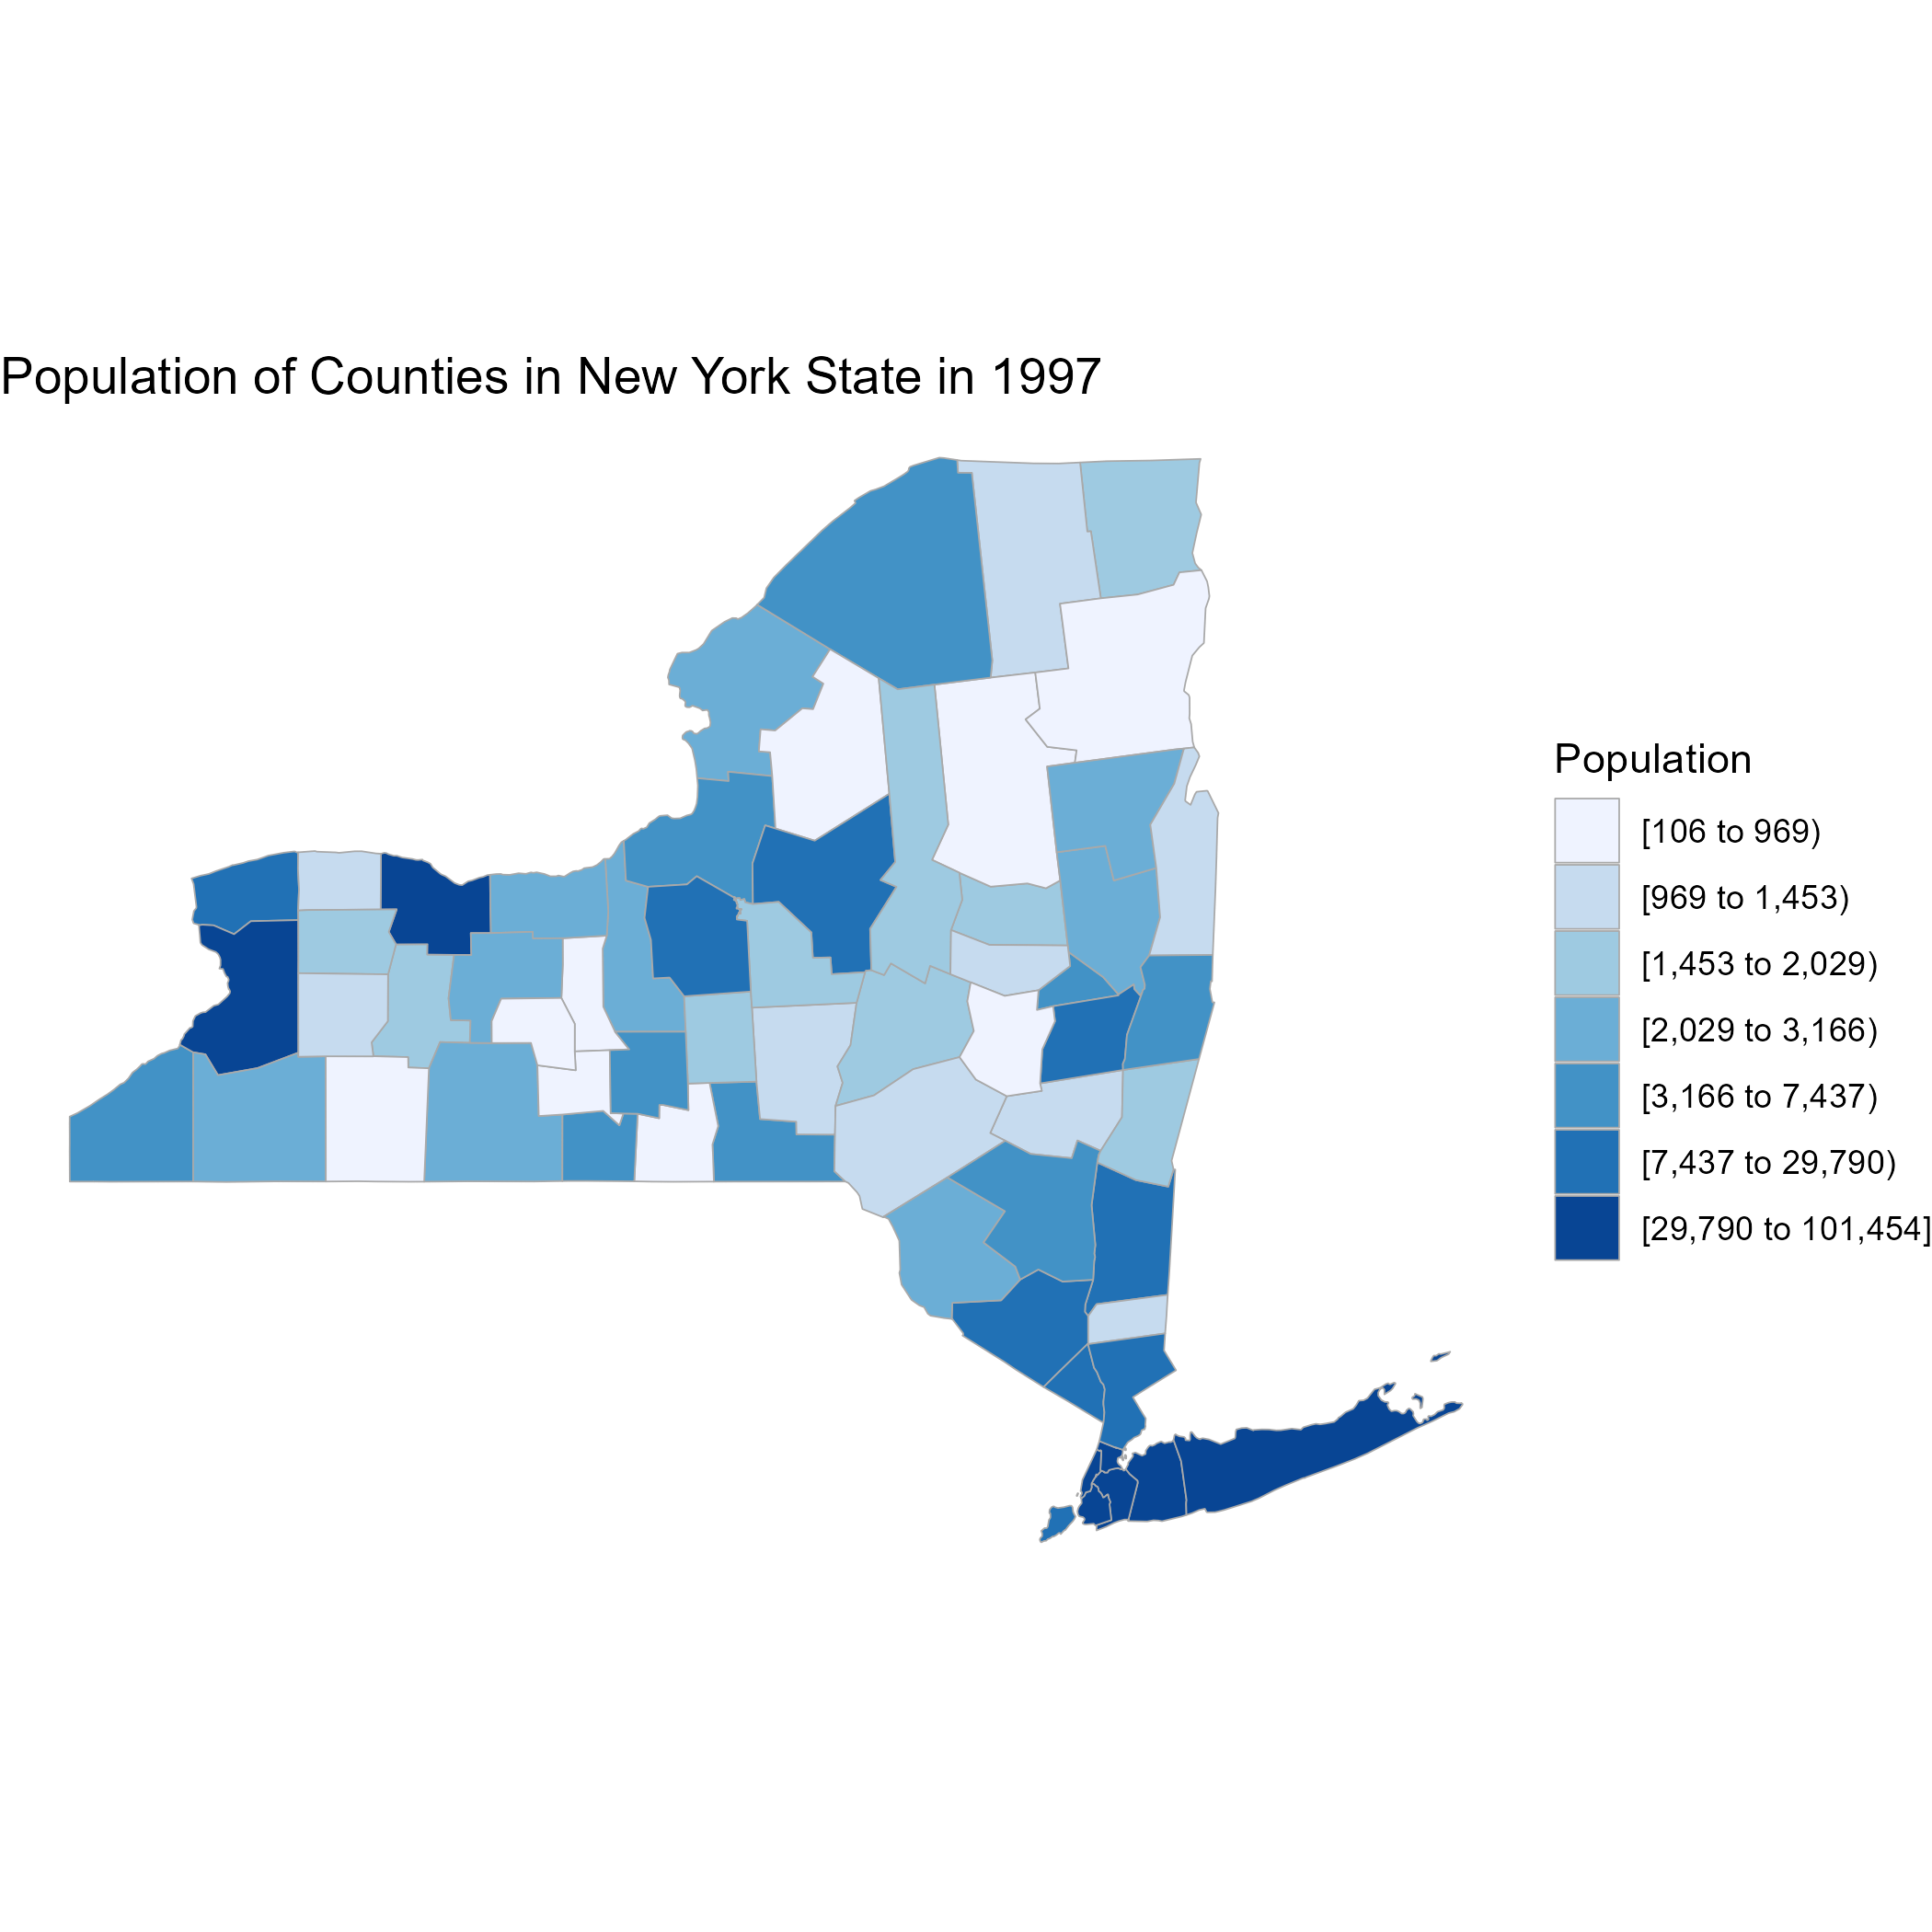 Population of Counties in New York State in 1997
Population
[106 to 969)
[969 to 1,453)
[1,453 to 2,029)
[2,029 to 3,166)
[3,166 to 7,437)
[7,437 to 29,790)
[29,790 to 101,454]